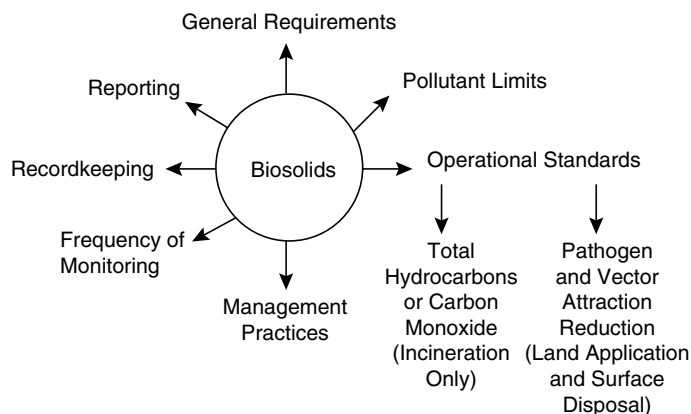 General Requirements
Pollutant Limits
Reporting
Operational Standards
Recordkeeping
Biosolids
Frequency of
Monitoring
Management
Practices
Total
Hydrocarbons
or Carbon
Monoxide
(Incineration
Only)
Pathogen
and Vector
Attraction
Reduction
(Land Application
and Surface
Disposal)